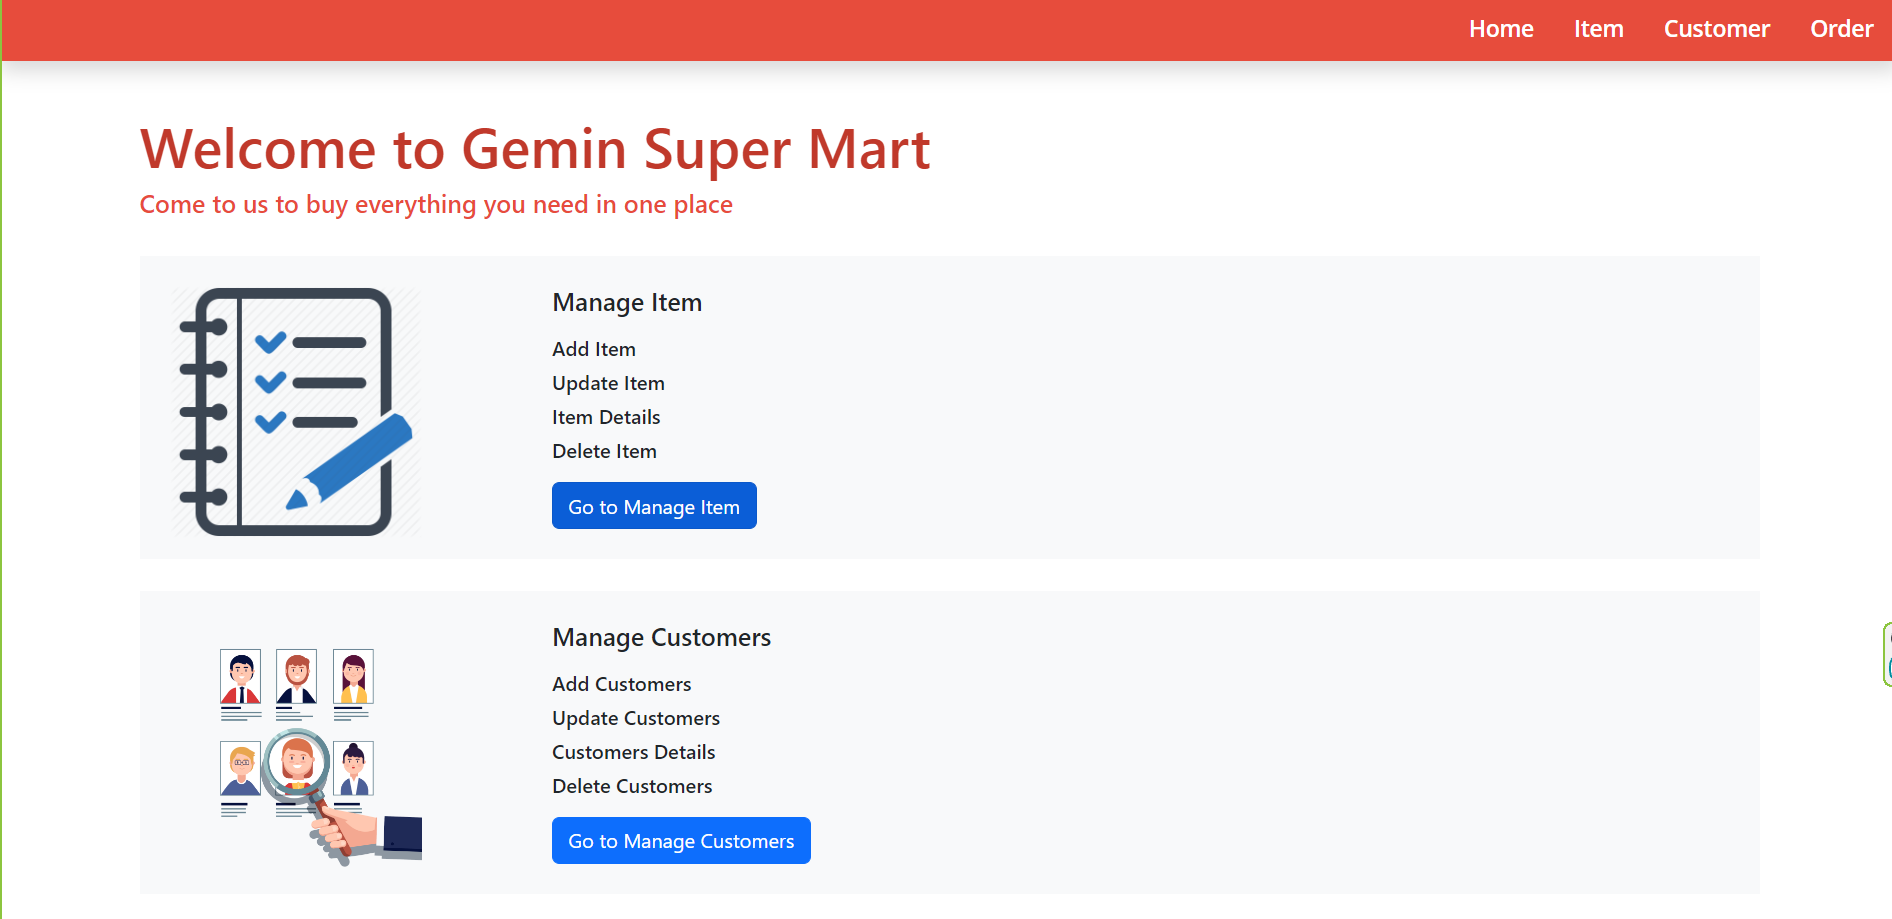 Home Item Customer Order
Welcome to Gemin Super Mart
Come to us to buy everything you need in one place
Manage Item
Add Item
Update Item
Item Details
Delete Item
Go to Manage Item
Manage Customers
Add Customers
Update Customers
Customers Details
Delete Customers
Go to Manage Customers